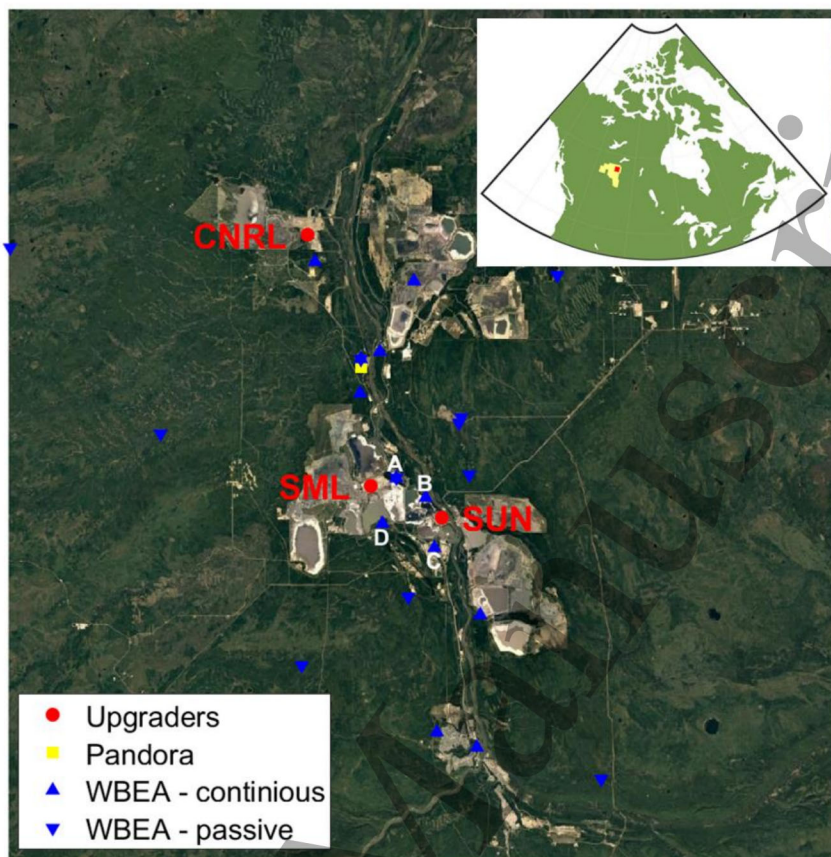 CNRL
A
B
SML
SUN
D
C
Upgraders
Pandora
WBEA - continious
WBEA - passive